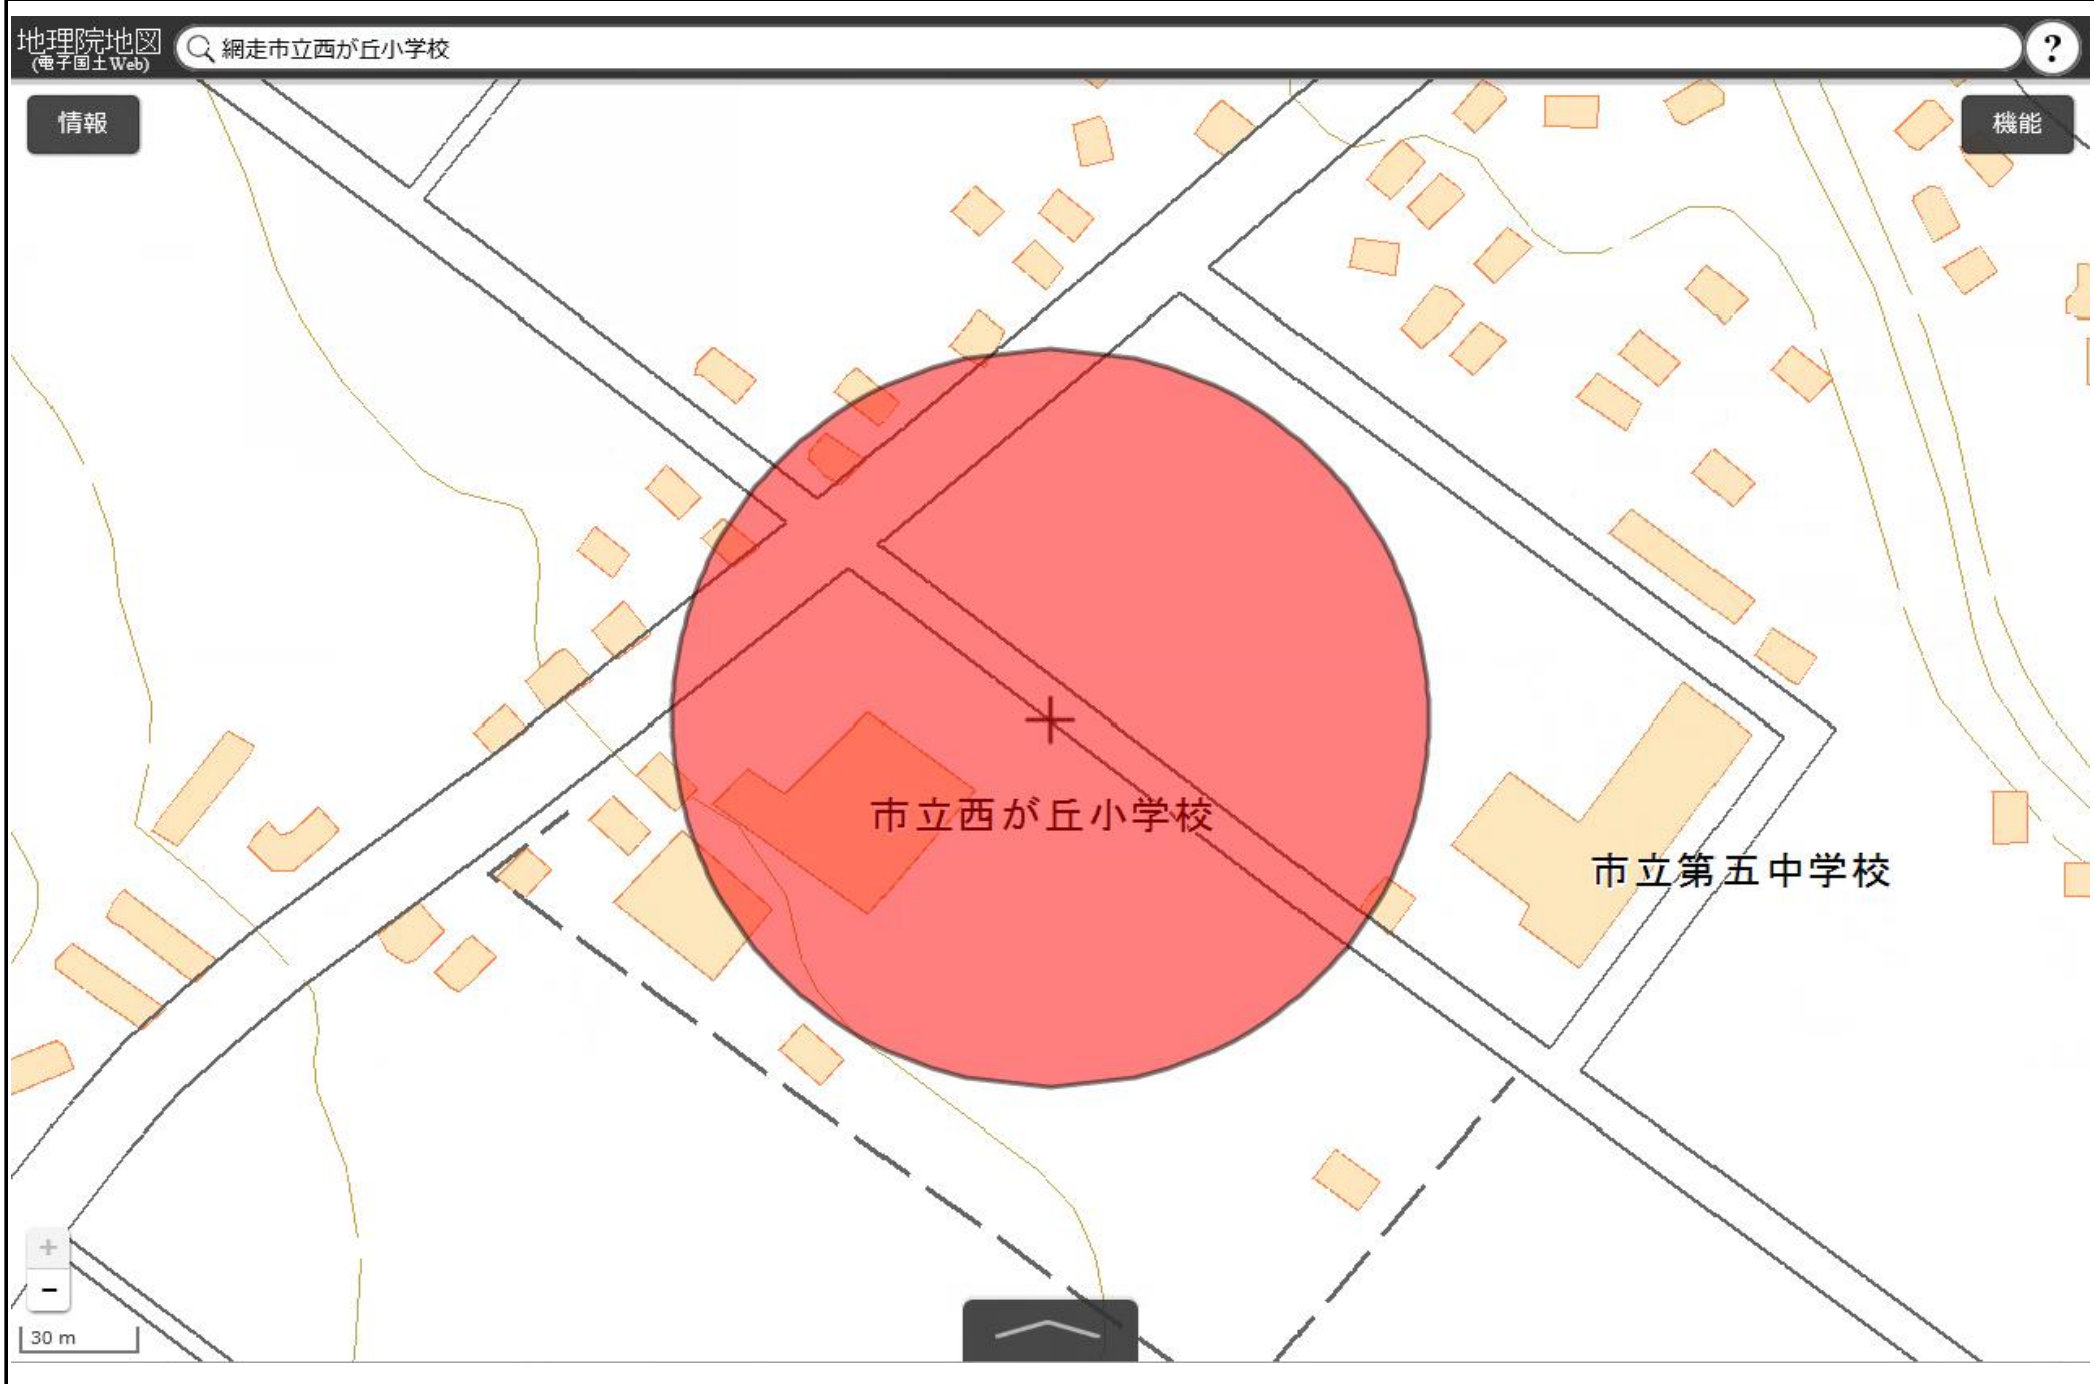 地理院地図
(電子国土Web)
網走市立西が丘小学校
?
情報
機能
市立西が丘小学校
市立第五中学校
+
−
30 m